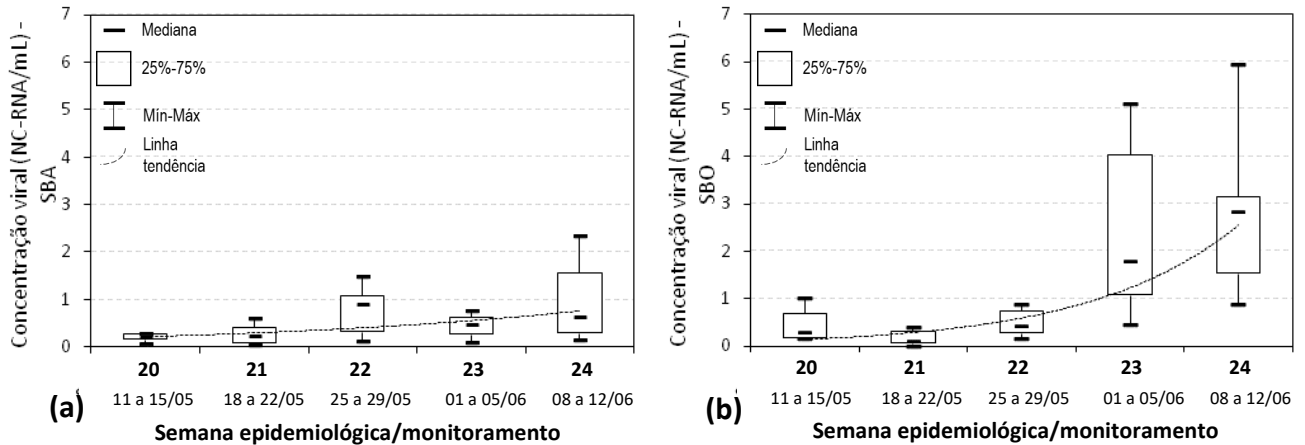 Concentração viral (NC-RNA/mL) -
SBA
7
6
5
4
3
2
1
0
Mediana
25%-75%
Mín-Máx
Linha
tendência
20 21 22 23 24
11 a 15/05 18 a 22/05 25 a 29/05 01 a 05/06 08 a 12/06
(a)
Semana epidemiológica/monitoramento
Concentração viral (NC-RNA/mL) -
SBO
7
6
5
4
3
2
1
0
Mediana
25%-75%
Mín-Máx
Linha
tendência
20 21 22 23 24
11 a 15/05 18 a 22/05 25 a 29/05 01 a 05/06 08 a 12/06
(b)
Semana epidemiológica/monitoramento